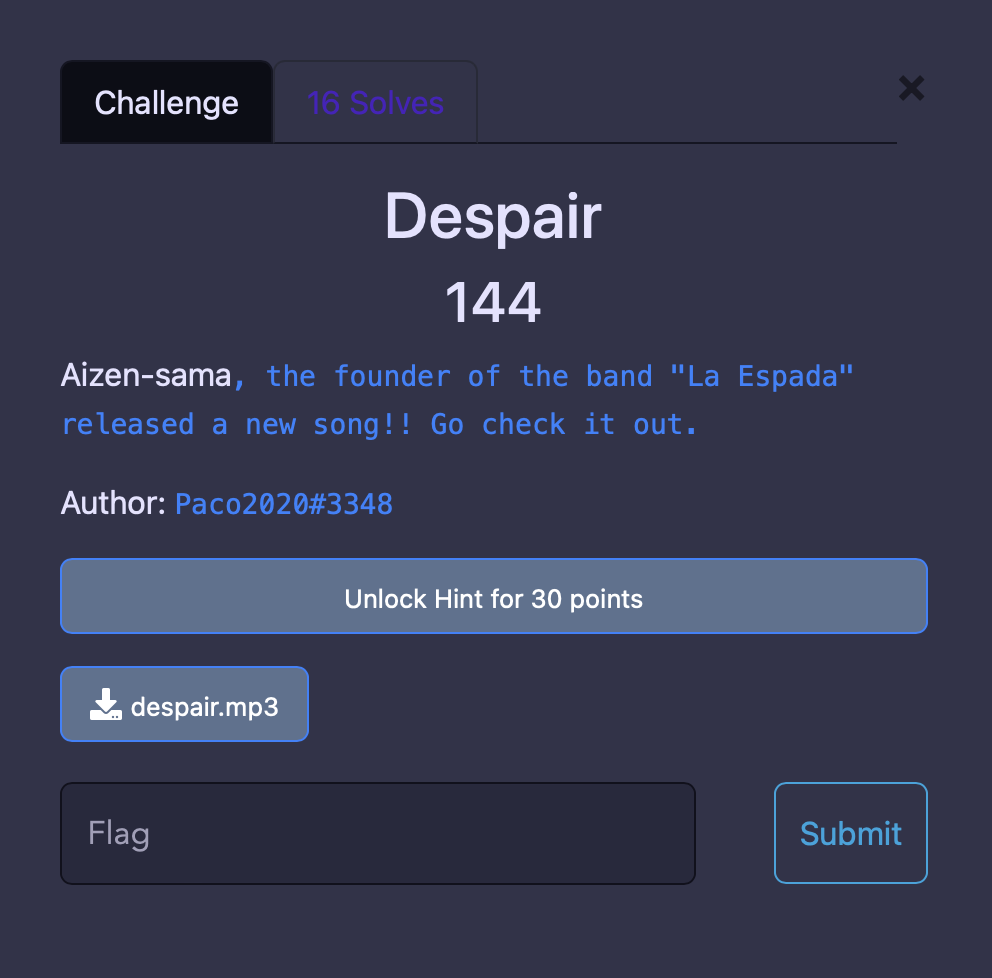 Challenge
16 Solves
Despair
144
Aizen-sama, the founder of the band "La Espada"
released a new song!! Go check it out.
Author: Paco2020#3348
Unlock Hint for 30 points
despair.mp3
Flag
Submit